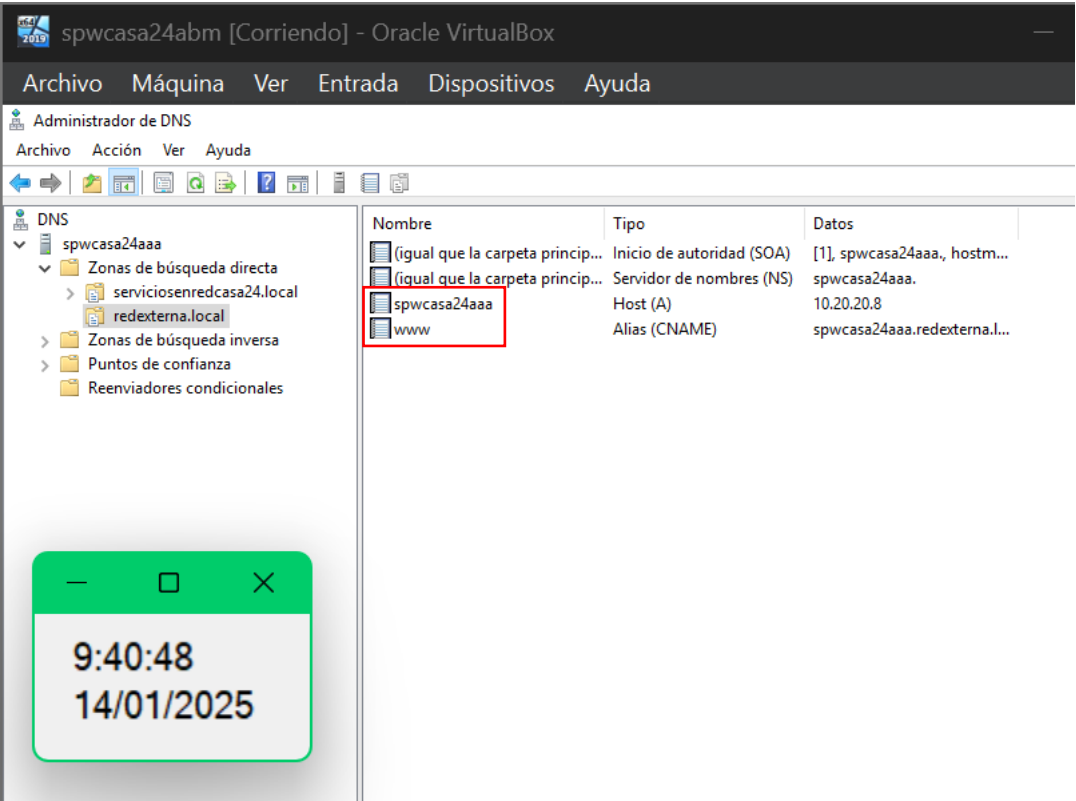 x64
2019
spwcasa24abm [Corriendo] - Oracle VirtualBox
Archivo Máquina Ver Entrada Dispositivos Ayuda
Administrador de DNS
Archivo Acción Ver Ayuda
DNS
spwcasa24aaa
Zonas de búsqueda directa
serviciosenredcasa24.local
redexterna.local
Zonas de búsqueda inversa
Puntos de confianza
Reenviadores condicionales
Nombre Tipo Datos
(igual que la carpeta princip... Inicio de autoridad (SOA) [1], spwcasa24aaa., hostm...
(igual que la carpeta princip... Servidor de nombres (NS) spwcasa24aaa.
spwcasa24aaa Host (A) 10.20.20.8
www Alias (CNAME) spwcasa24aaa.redexterna.l...
9:40:48
14/01/2025